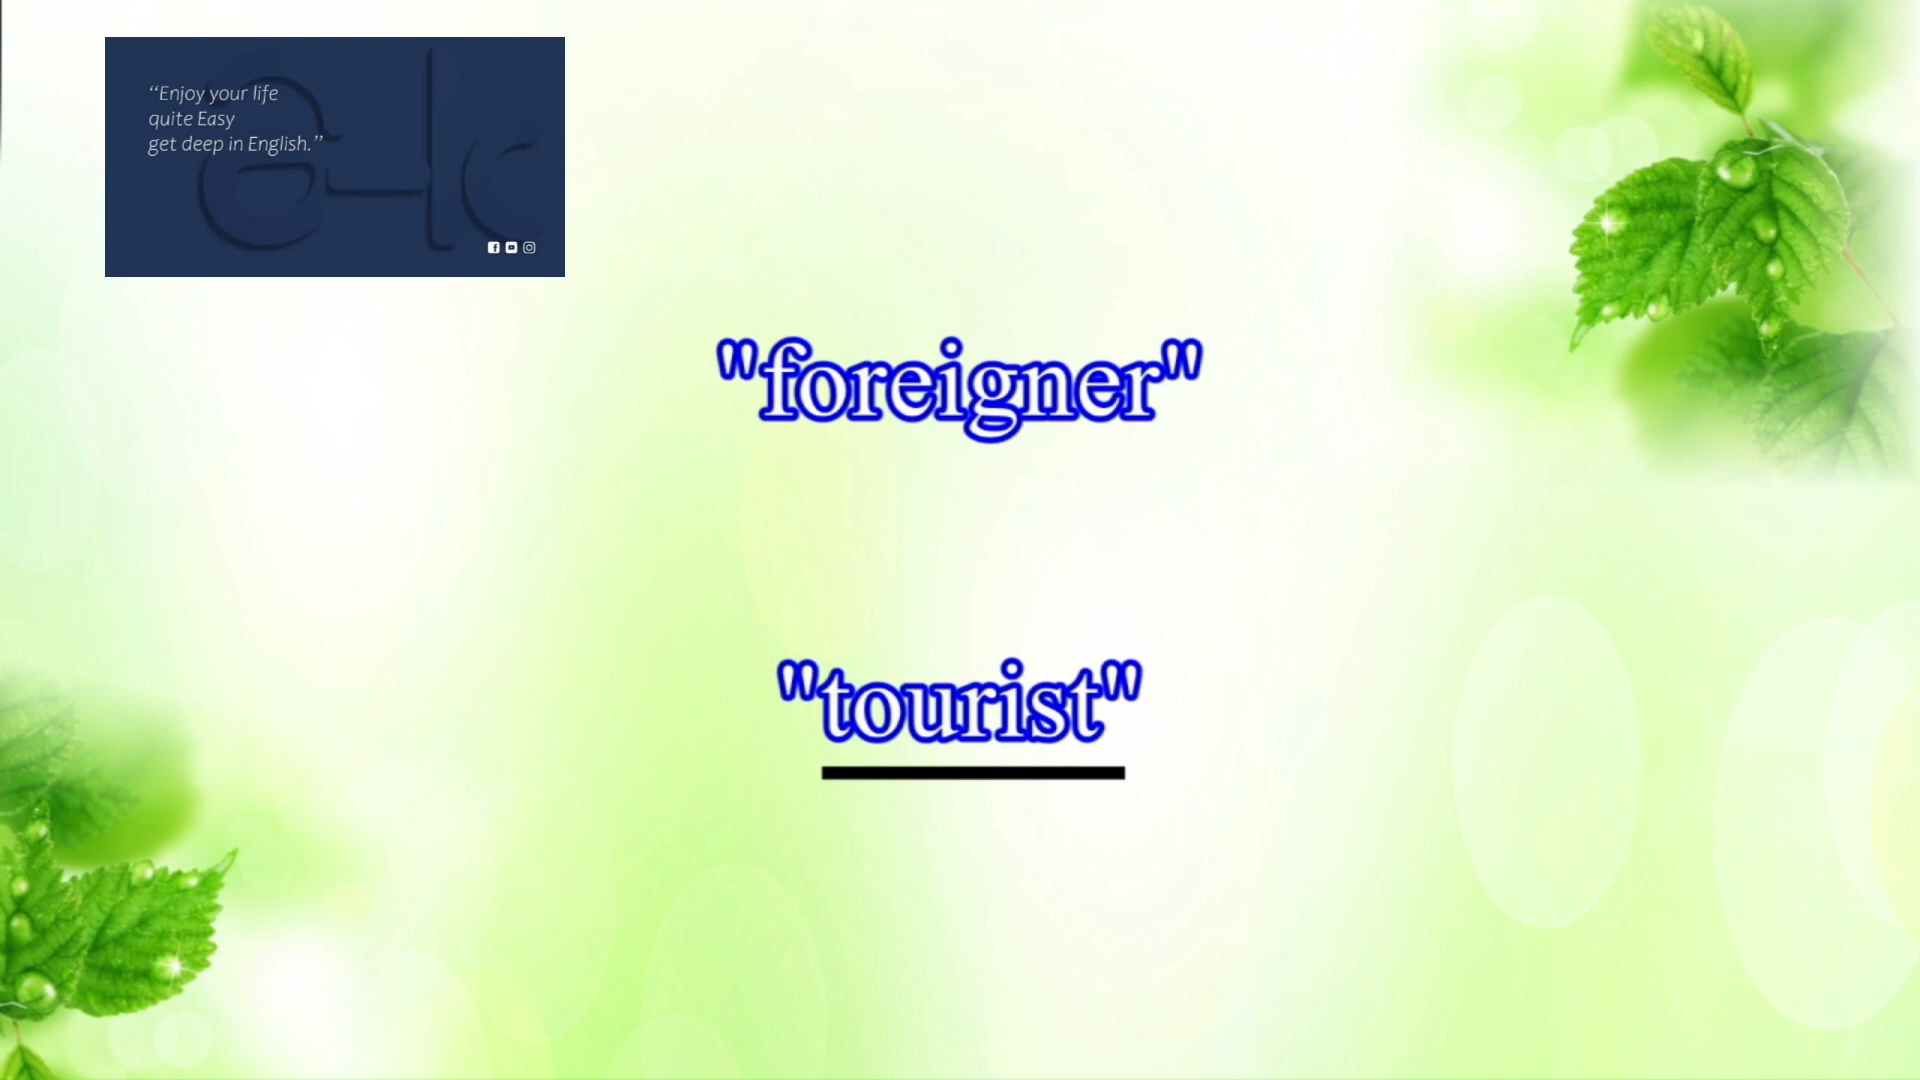 “Enjoy your life
quite Easy
get deep in English.”
"foreigner"
"tourist"